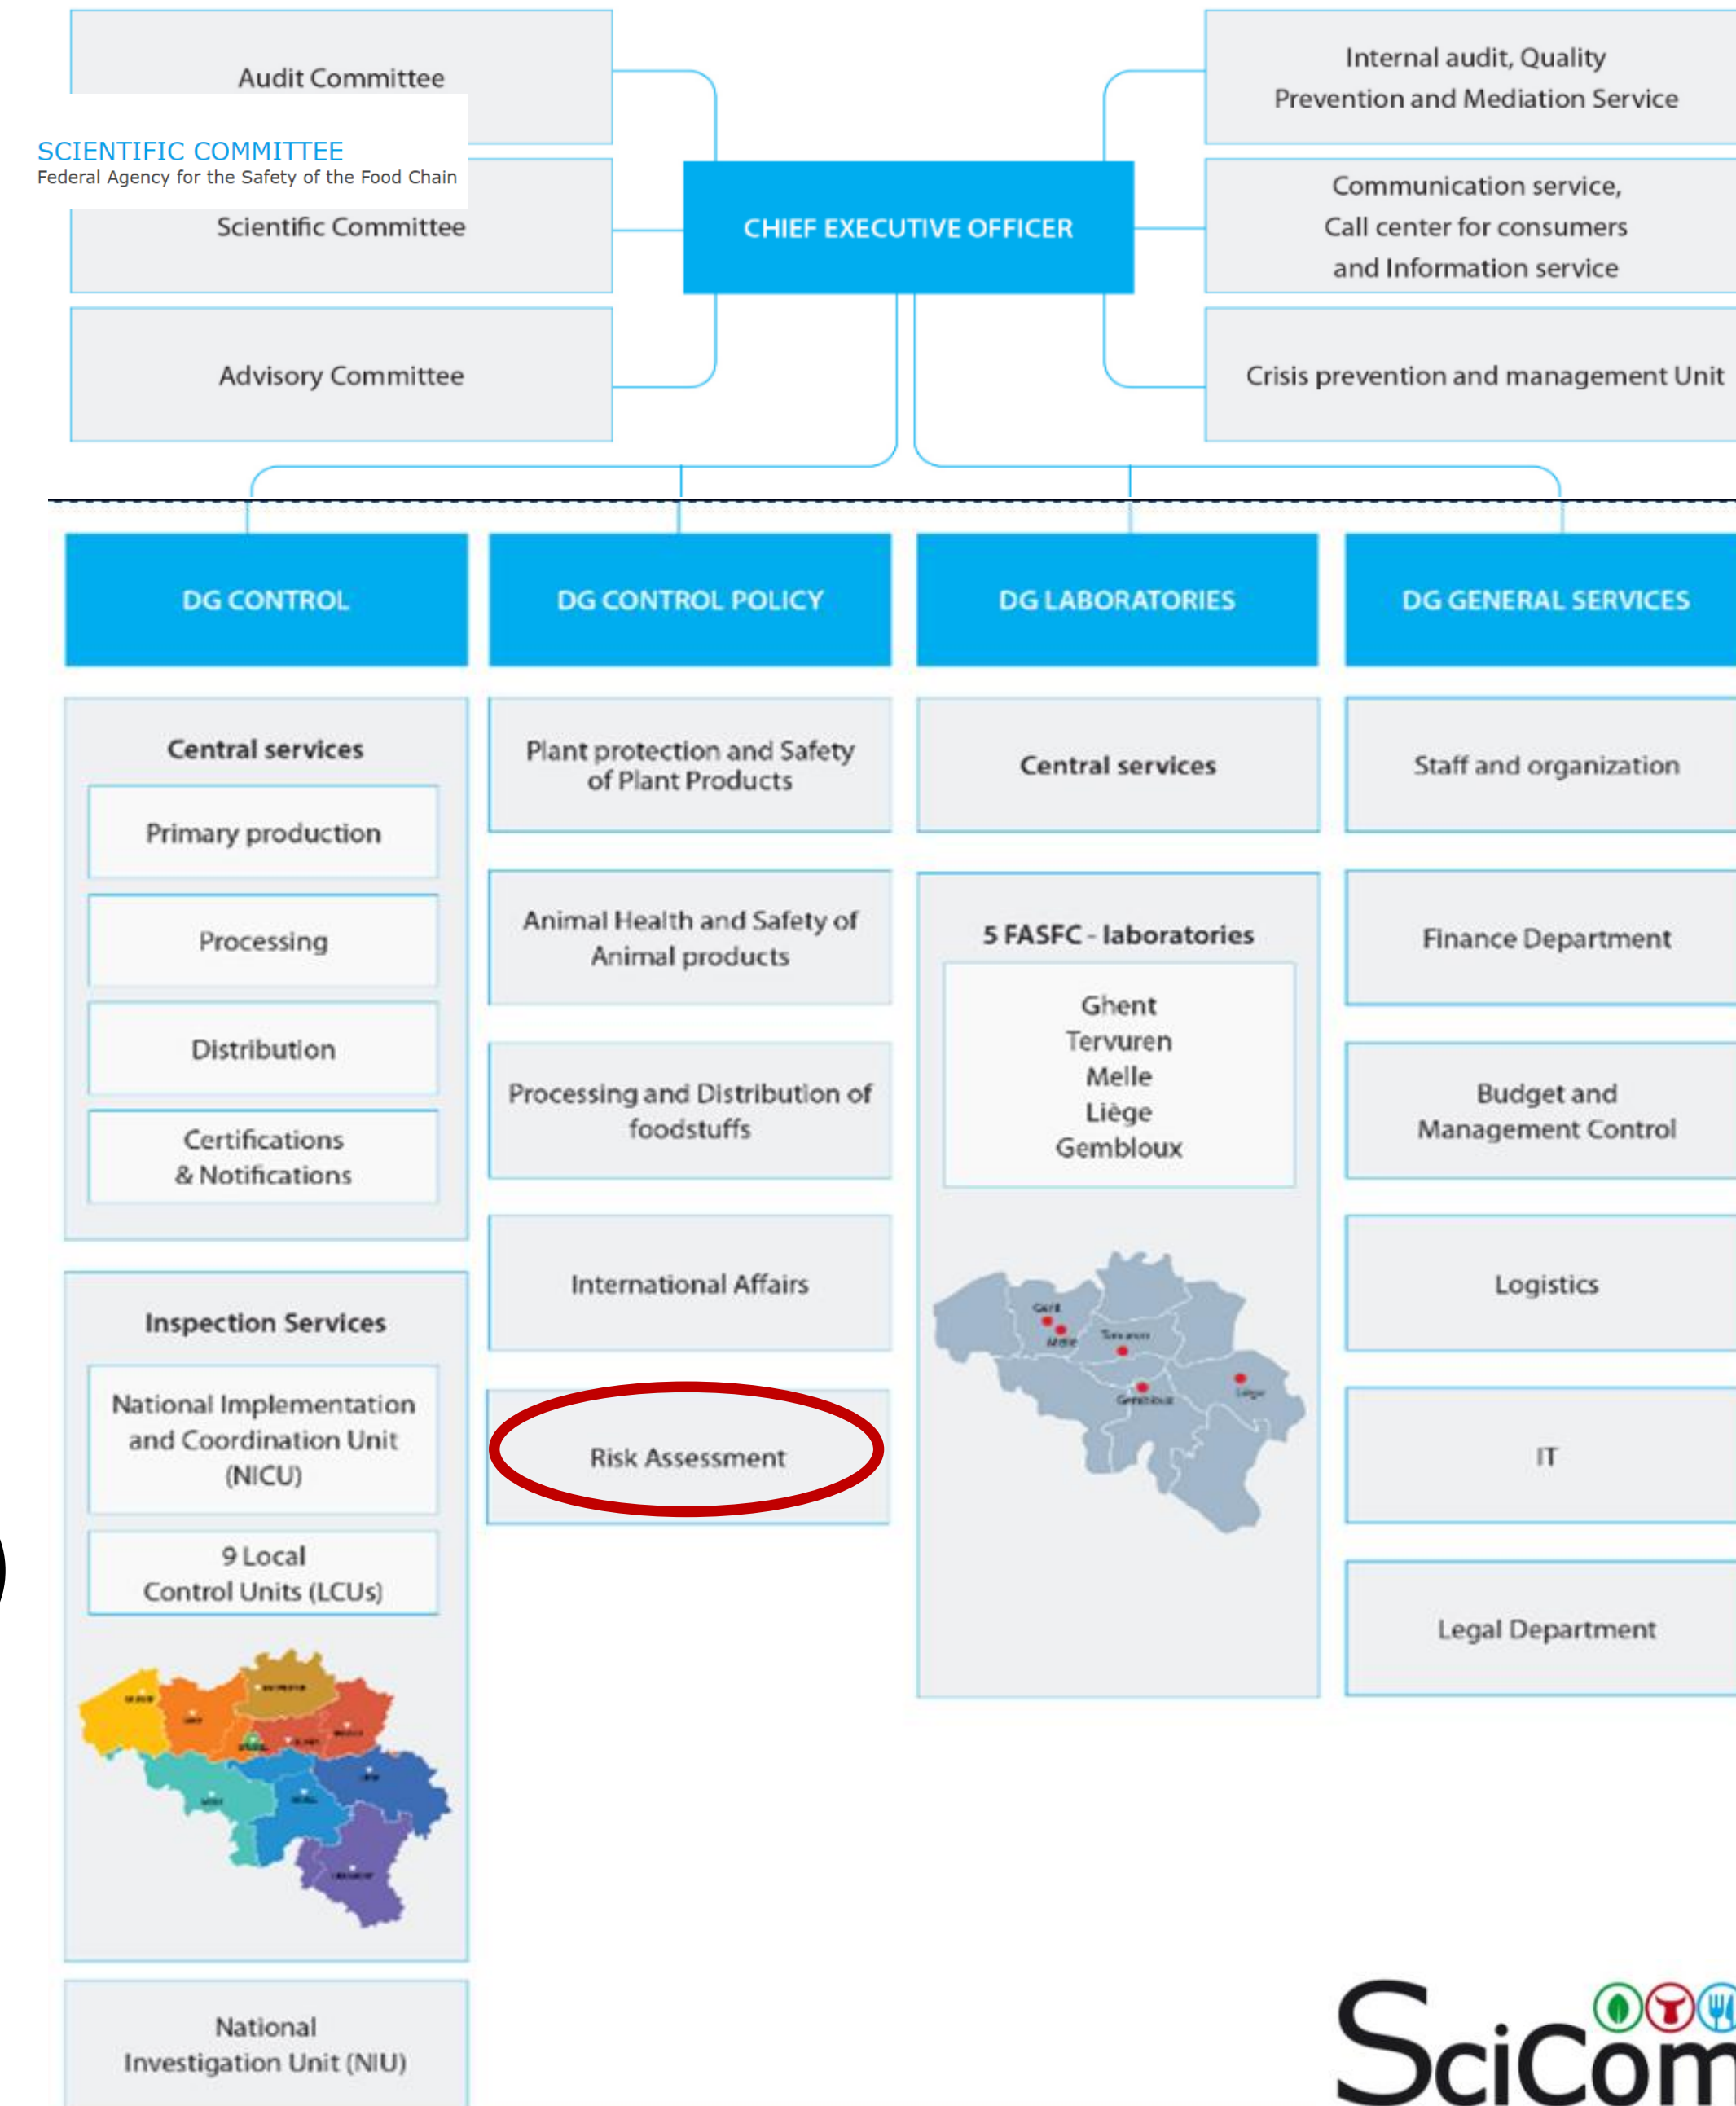 Audit Committee
SCIENTIFIC COMMITTEE
Federal Agency for the Safety of the Food Chain
Scientific Committee
Advisory Committee
CHIEF EXECUTIVE OFFICER
Internal audit, Quality
Prevention and Mediation Service
Communication service,
Call center for consumers
and Information service
Crisis prevention and management Unit
DG CONTROL
Central services
Primary production
Processing
Distribution
Certifications
& Notifications
Inspection Services
National Implementation
and Coordination Unit
(NICU)
9 Local
Control Units (LCUs)
National
Investigation Unit (NIU)
DG CONTROL POLICY
Plant protection and Safety
of Plant Products
Animal Health and Safety of
Animal products
Processing and Distribution of
foodstuffs
International Affairs
Risk Assessment
DG LABORATORIES
Central services
5 FASFC - laboratories
Ghent
Tervuren
Melle
Liège
Gembloux
DG GENERAL SERVICES
Staff and organization
Finance Department
Budget and
Management Control
Logistics
IT
Legal Department
)
SciCom